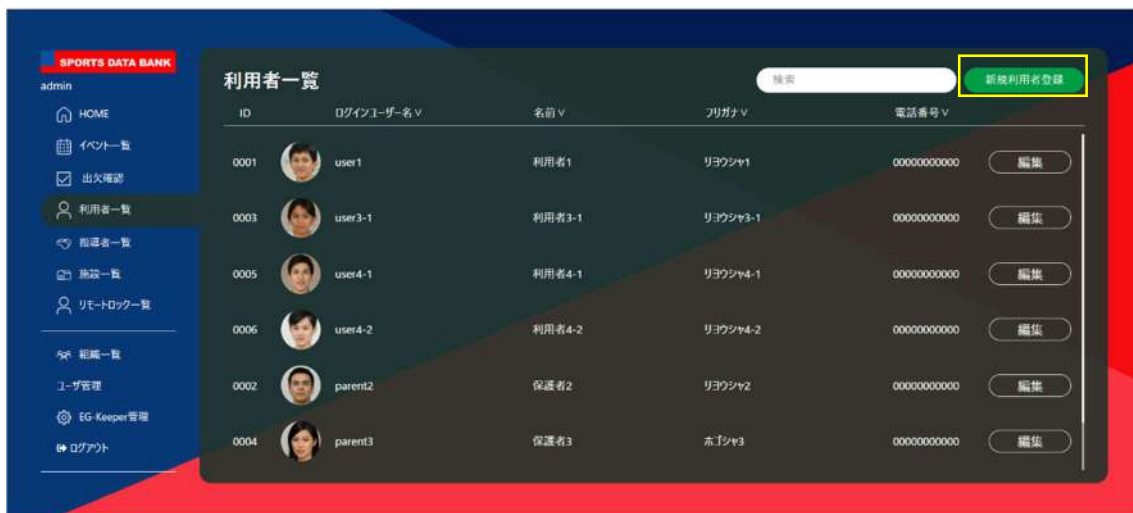 SPORTS DATA BANK
admin
HOME
イベント一覧
出欠確認
利用者一覧
指導者一覧
施設一覧
リモートロック一覧
組織一覧
ユーザ管理
EG-Keeper管理
ログアウト
利用者一覧
検索
新規利用者登録
ID ログインユーザー名∨ 名前∨ フリガナ∨ 電話番号∨
0001 user1 利用者1 リヨウシャ1 00000000000 編集
0003 user3-1 利用者3-1 リヨウシャ3-1 00000000000 編集
0005 user4-1 利用者4-1 リヨウシャ4-1 00000000000 編集
0006 user4-2 利用者4-2 リヨウシャ4-2 00000000000 編集
0002 parent2 保護者2 リヨウシャ2 00000000000 編集
0004 parent3 保護者3 ホゴシャ3 00000000000 編集